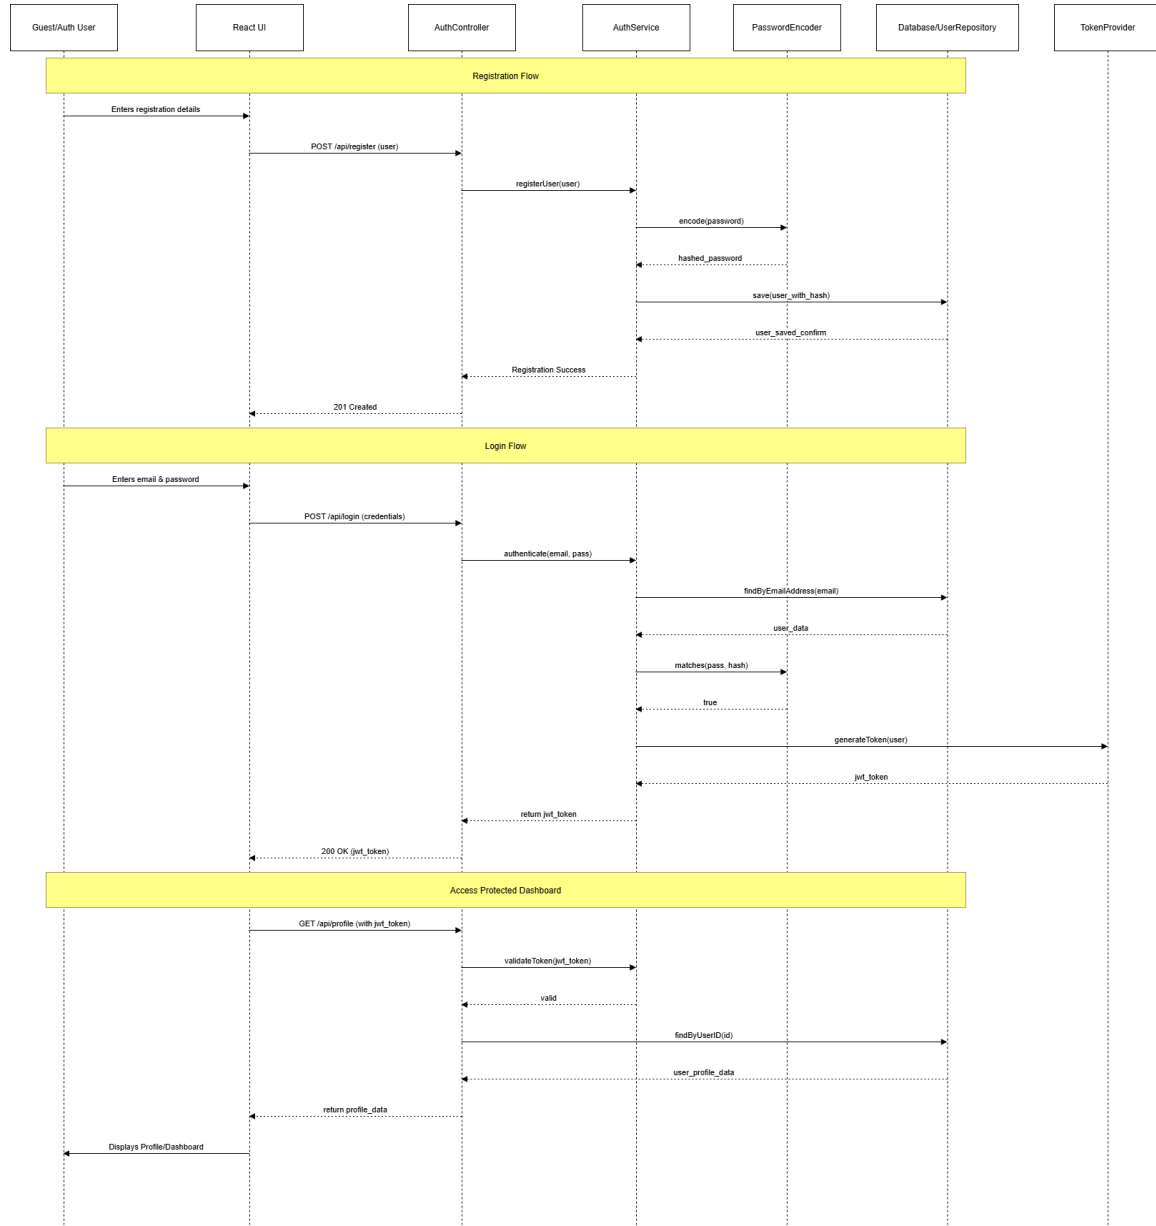 Guest/Auth User
React UI
AuthController
AuthService
PasswordEncoder
Database/UserRepository
TokenProvider
Registration Flow
Enters registration details
POST /api/register (user)
registerUser(user)
encode(password)
hashed_password
save(user_with_hash)
user_saved_confirm
Registration Success
201 Created
Login Flow
Enters email & password
POST /api/login (credentials)
authenticate(email, pass)
findByEmailAddress(email)
user_data
matches(pass, hash)
true
generateToken(user)
jwt_token
return jwt_token
200 OK (jwt_token)
Access Protected Dashboard
GET /api/profile (with jwt_token)
validateToken(jwt_token)
valid
findByUserID(id)
user_profile_data
return profile_data
Displays Profile/Dashboard